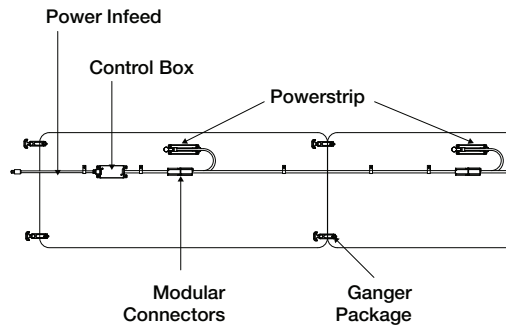 Power Infeed
Control Box
Powerstrip
Modular
Connectors
Ganger
Package